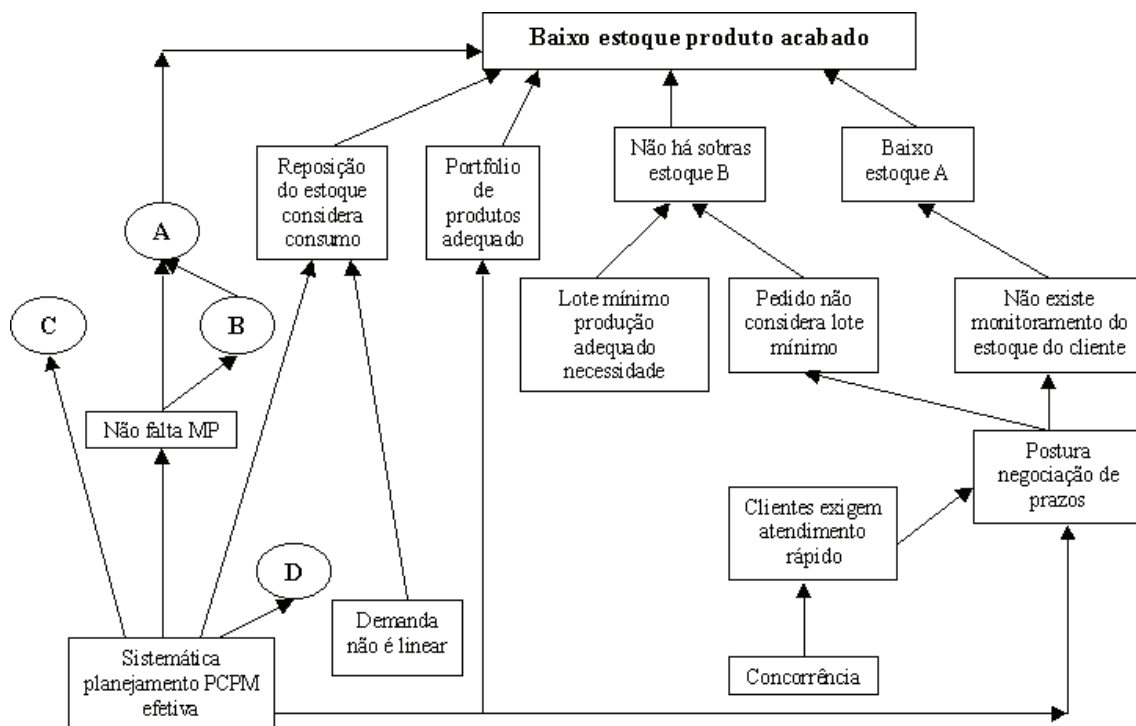 Baixo estoque produto acabado
Reposição
do estoque
considera
consumo
Portfolio
de
produtos
adequado
Não há sobras
estoque B
Baixo
estoque A
A
C
B
Lote mínimo
produção
adequado
necessidade
Pedido não
considera lote
mínimo
Não existe
monitoramento do
estoque do cliente
Não falta MP
Postura
negociação de
prazos
Clientes exigem
atendimento
rápido
D
Demanda
não é linear
Sistemática
planejamento PCPM
efetiva
Concorrência